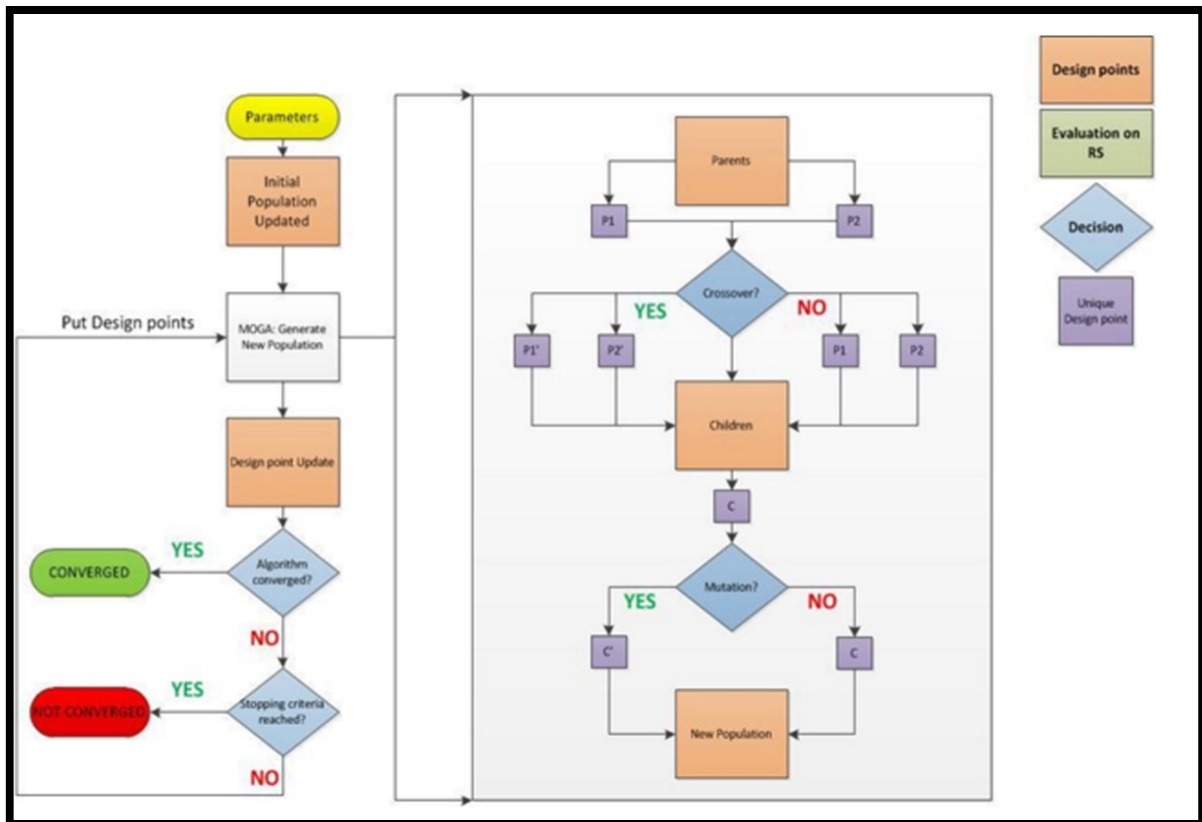 Parameters
Initial
Population
Updated
Put Design points
MOGA: Generate
New Population
Design point Update
Algorithm
converged?
YES
CONVERGED
NO
Stopping criteria
reached?
YES
NOT CONVERGED
NO
Parents
P1
P2
Crossover?
YES
NO
P1'
P2'
P1
P2
Children
C
Mutation?
YES
NO
C'
C
New Population
Design points
Evaluation on
RS
Decision
Unique
Design point